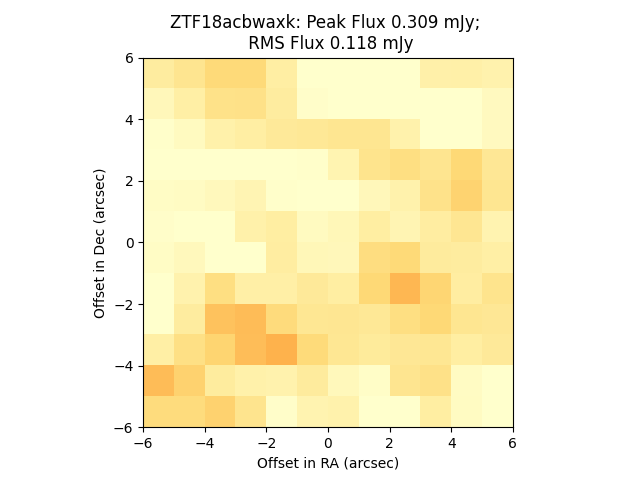 ZTF18acbwaxk: Peak Flux 0.309 mJy;
RMS Flux 0.118 mJy
6
4
2
0
−2
−4
−6
Offset in Dec (arcsec)
−6 −4 −2 0 2 4 6
Offset in RA (arcsec)